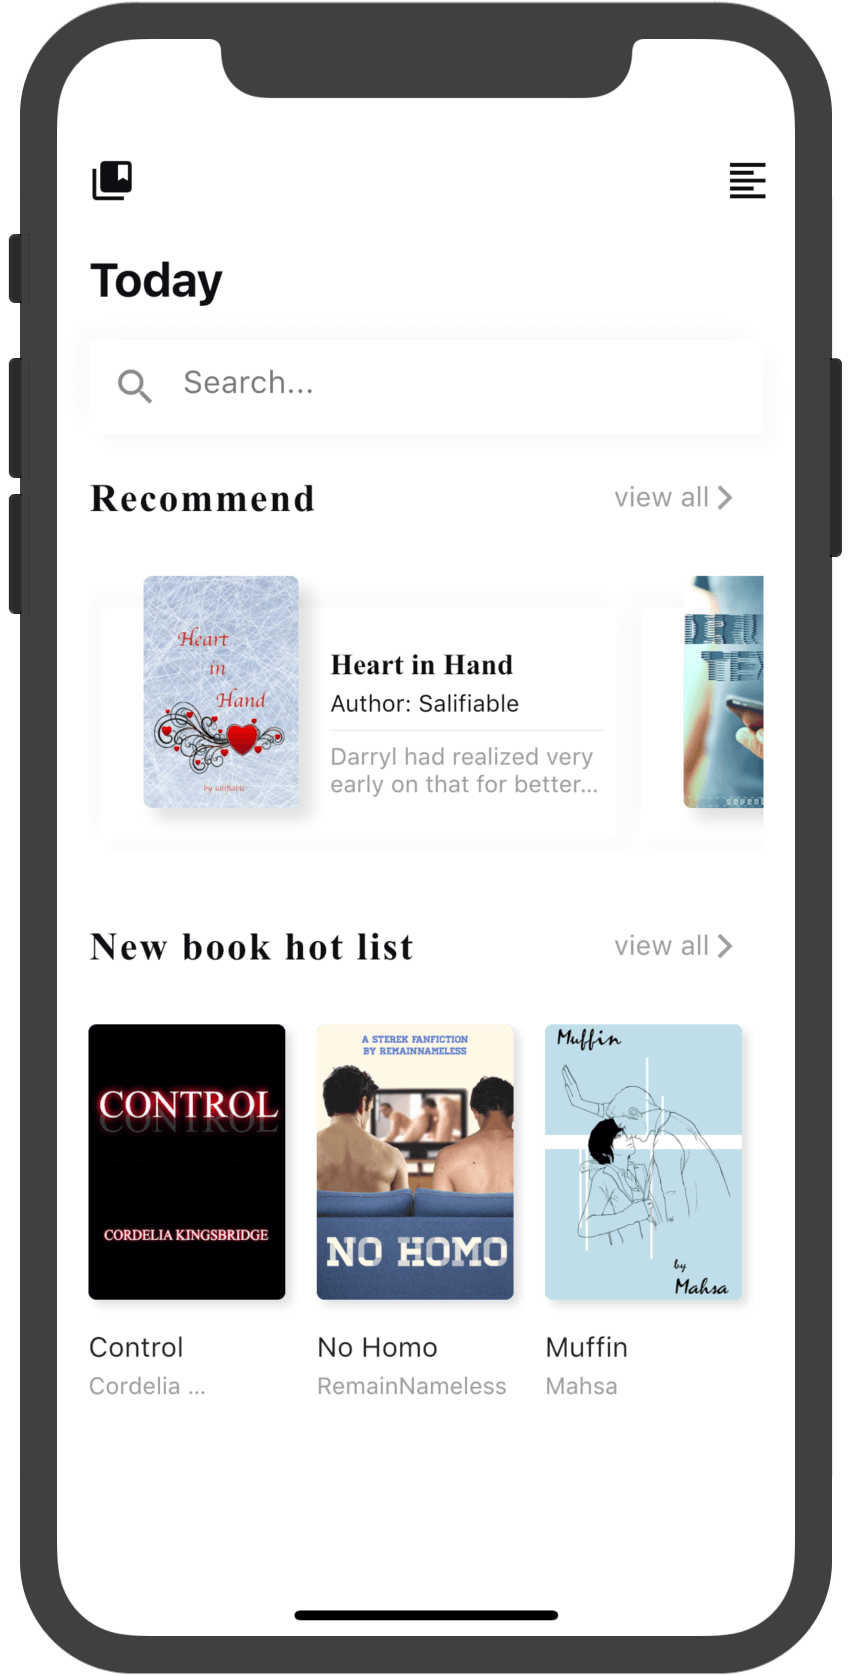 Today
Search...
Recommend
view all
Heart
in
Hand
by salifiable
Heart in Hand
Author: Salifiable
Darryl had realized very
early on that for better...
New book hot list
view all
CONTROL
CORDELIA KINGSBRIDGE
A STEREK FANFICTION
BY REMAINNAMELESS
NO HOMO
Muffin
by
Mahsa
Control
Cordelia ...
No Homo
RemainNameless
Muffin
Mahsa